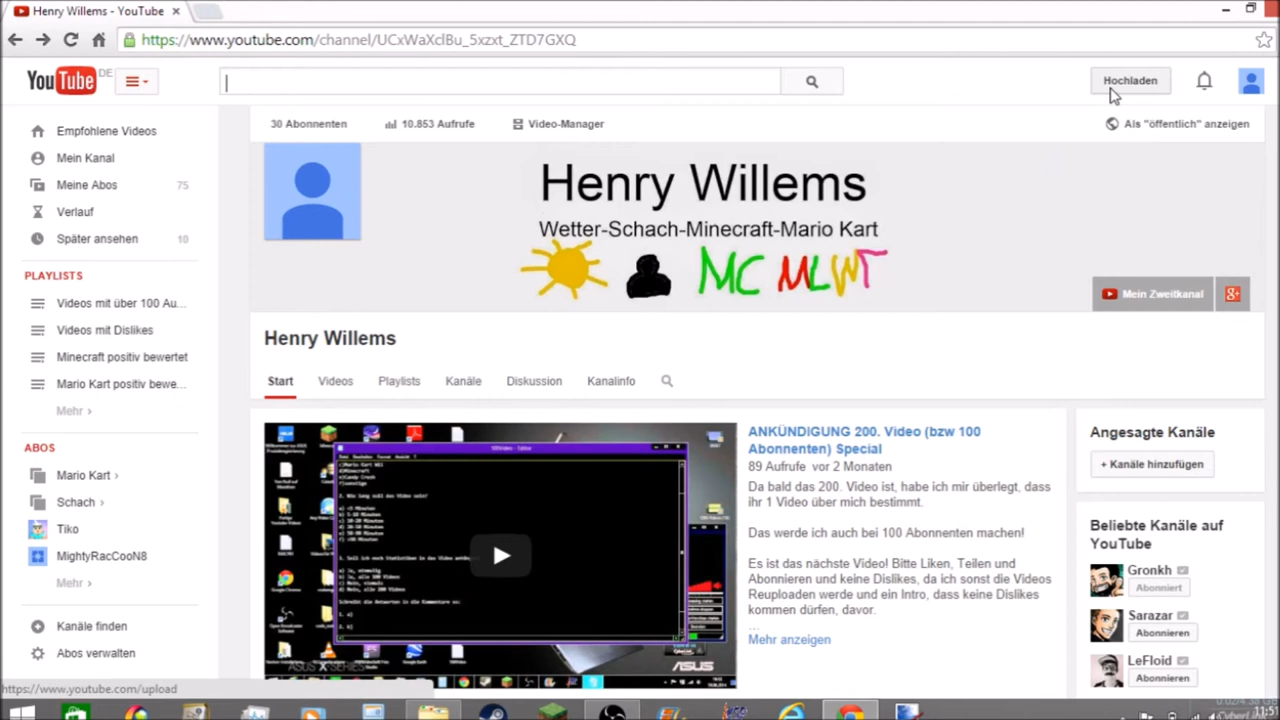 Henry Willems - YouTube
https://www.youtube.com/channel/UCxWaXclBu_5xzxt_ZTD7GXQ
YouTube DE
Hochladen
30 Abonnenten 10.853 Aufrufe Video-Manager Als "öffentlich" anzeigen
Empfohlene Videos
Mein Kanal
Meine Abos 75
Verlauf
Später ansehen 10
PLAYLISTS
Videos mit über 100 Au...
Videos mit Dislikes
Minecraft positiv bewertet
Mario Kart positiv bewe...
Mehr ›
ABOS
Mario Kart ›
Schach ›
Tiko
MightyRacCooN8
Mehr ›
Kanäle finden
Abos verwalten
https://www.youtube.com/upload
Henry Willems
Wetter-Schach-Minecraft-Mario Kart
MC MLWT
Mein Zweitkanal
Henry Willems
Start Videos Playlists Kanäle Diskussion Kanalinfo
ANKÜNDIGUNG 200. Video (bzw 100
Abonnenten) Special
89 Aufrufe vor 2 Monaten
Da bald das 200. Video ist, habe ich mir überlegt, dass
ihr 1 Video über mich bestimmt.
Das werde ich auch bei 100 Abonnenten machen!
Es ist das nächste Video! Bitte Liken, Teilen und
Abonnieren und keine Dislikes, da ich sonst die Videos
Reuploaden werde und ein Intro, dass keine Dislikes
kommen dürfen, davor.
...
Mehr anzeigen
ASUS X SERIES
ASUS
Angesagte Kanäle
+ Kanäle hinzufügen
Beliebte Kanäle auf
YouTube
Gronkh
Abonniert
Sarazar
Abonnieren
LeFloid
Abonnieren
11:51